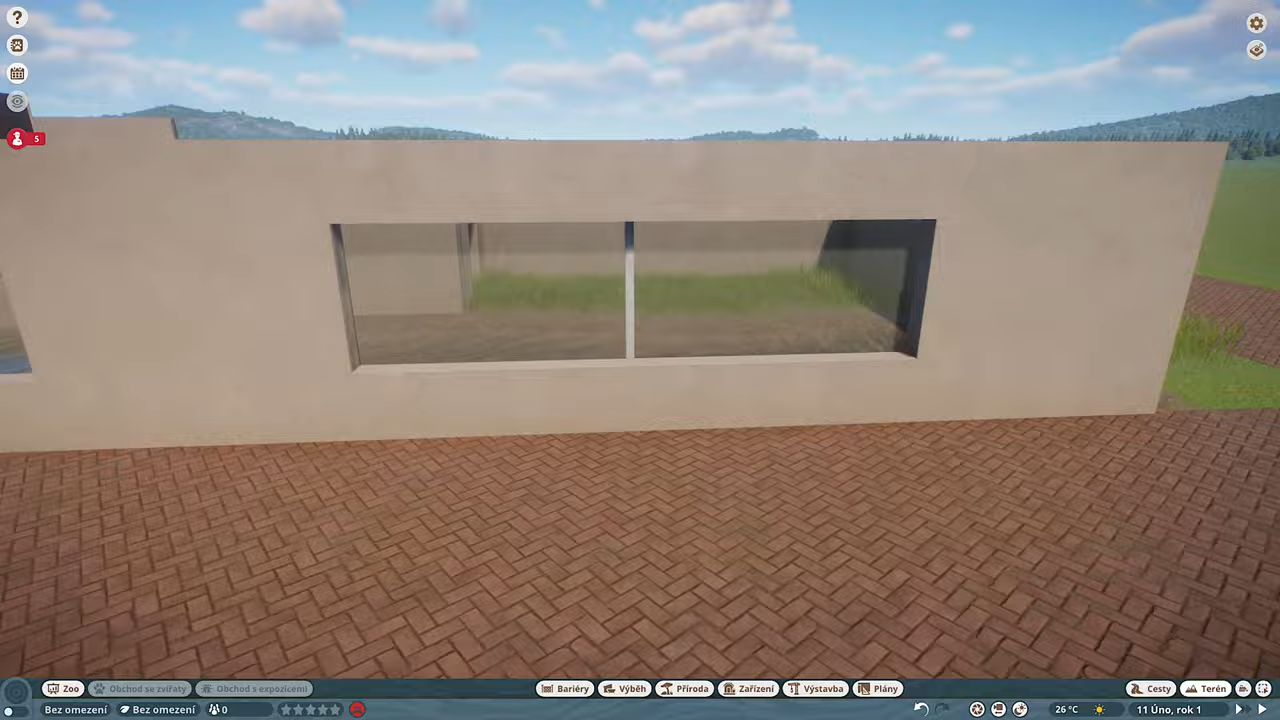 ?
5
Zoo
Obchod se zvířaty
Obchod s expozicemi
Bariéry
Výběh
Příroda
Zařízení
Výstavba
Plány
Cesty
Terén
Bez omezení
Bez omezení
0
26 °C
11 Úno, rok 1